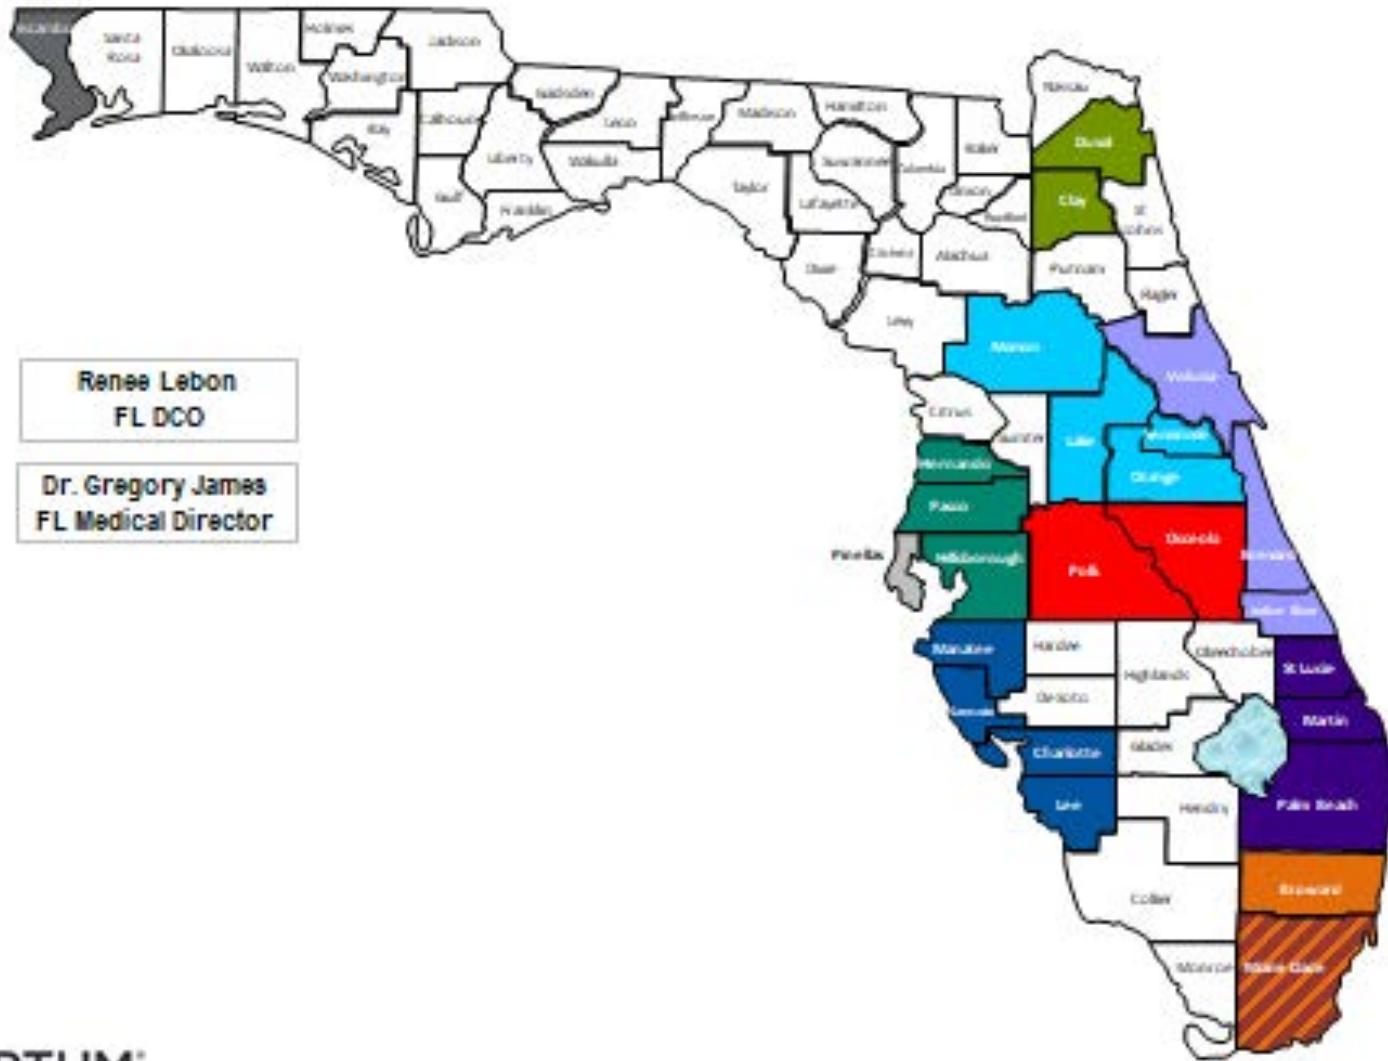 Santa
Rosa
Okaloosa
Walton
Holmes
Washington
Jackson
Bay
Calhoun
Gulf
Liberty
Gadsden
Franklin
Leon
Wakulla
Jefferson
Madison
Taylor
Hamilton
Suwannee
Lafayette
Dixie
Columbia
Baker
Union
Bradford
Alachua
Nassau
Duval
Clay
St
Johns
Putnam
Flagler
Levy
Marion
Volusia
Citrus
Sumter
Lake
Seminole
Orange
Hernando
Pasco
Pinellas
Hillsborough
Polk
Osceola
Brevard
Indian River
Manatee
Hardee
Highlands
Okeechobee
St Lucie
DeSoto
Sarasota
Martin
Charlotte
Glades
Lee
Hendry
Palm Beach
Collier
Broward
Monroe
Miami-Dade
Renee Lebon
FL DCO
Dr. Gregory James
FL Medical Director